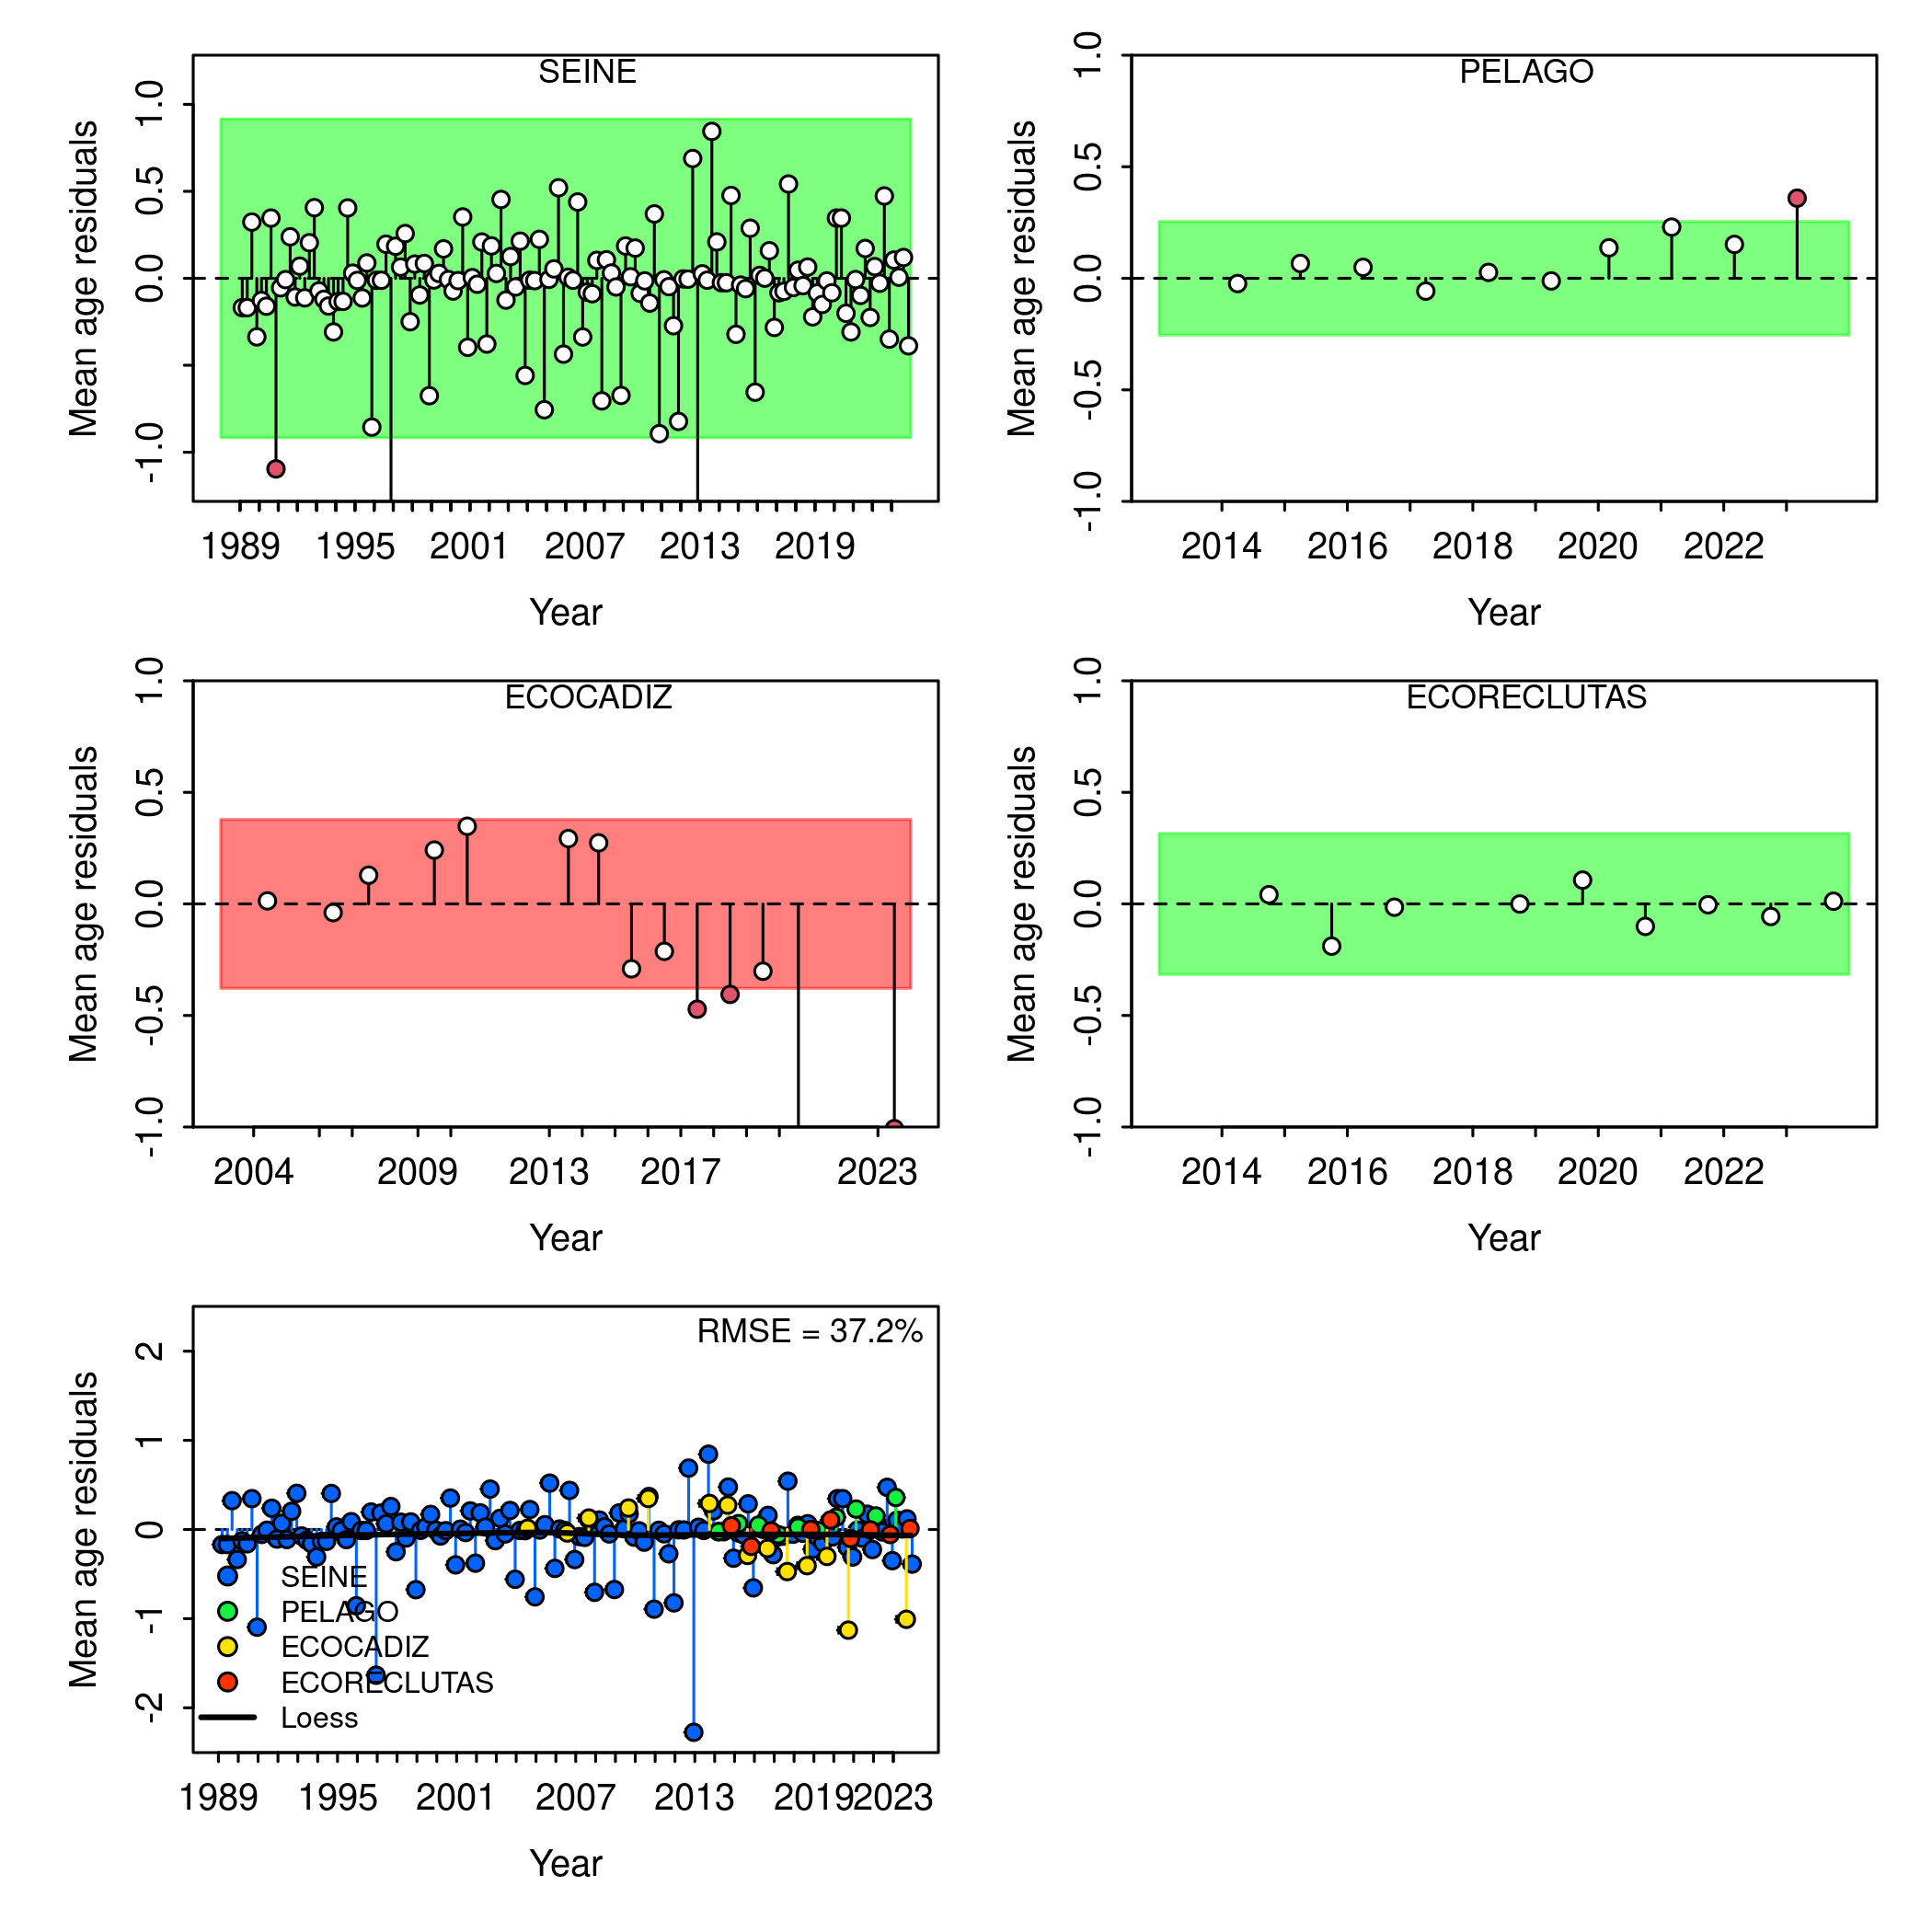 SEINE
Mean age residuals
1.0
0.5
0.0
-1.0
1989 1995 2001 2007 2013 2019
Year
PELAGO
Mean age residuals
1.0
0.5
0.0
-0.5
-1.0
2014 2016 2018 2020 2022
Year
ECOCADIZ
Mean age residuals
1.0
0.5
0.0
-0.5
-1.0
2004 2009 2013 2017 2023
Year
ECORECLUTAS
Mean age residuals
1.0
0.5
0.0
-0.5
-1.0
2014 2016 2018 2020 2022
Year
RMSE = 37.2%
Mean age residuals
2
1
0
-1
-2
SEINE
PELAGO
ECOCADIZ
ECORECLUTAS
Loess
1989 1995 2001 2007 2013 2019 2023
Year